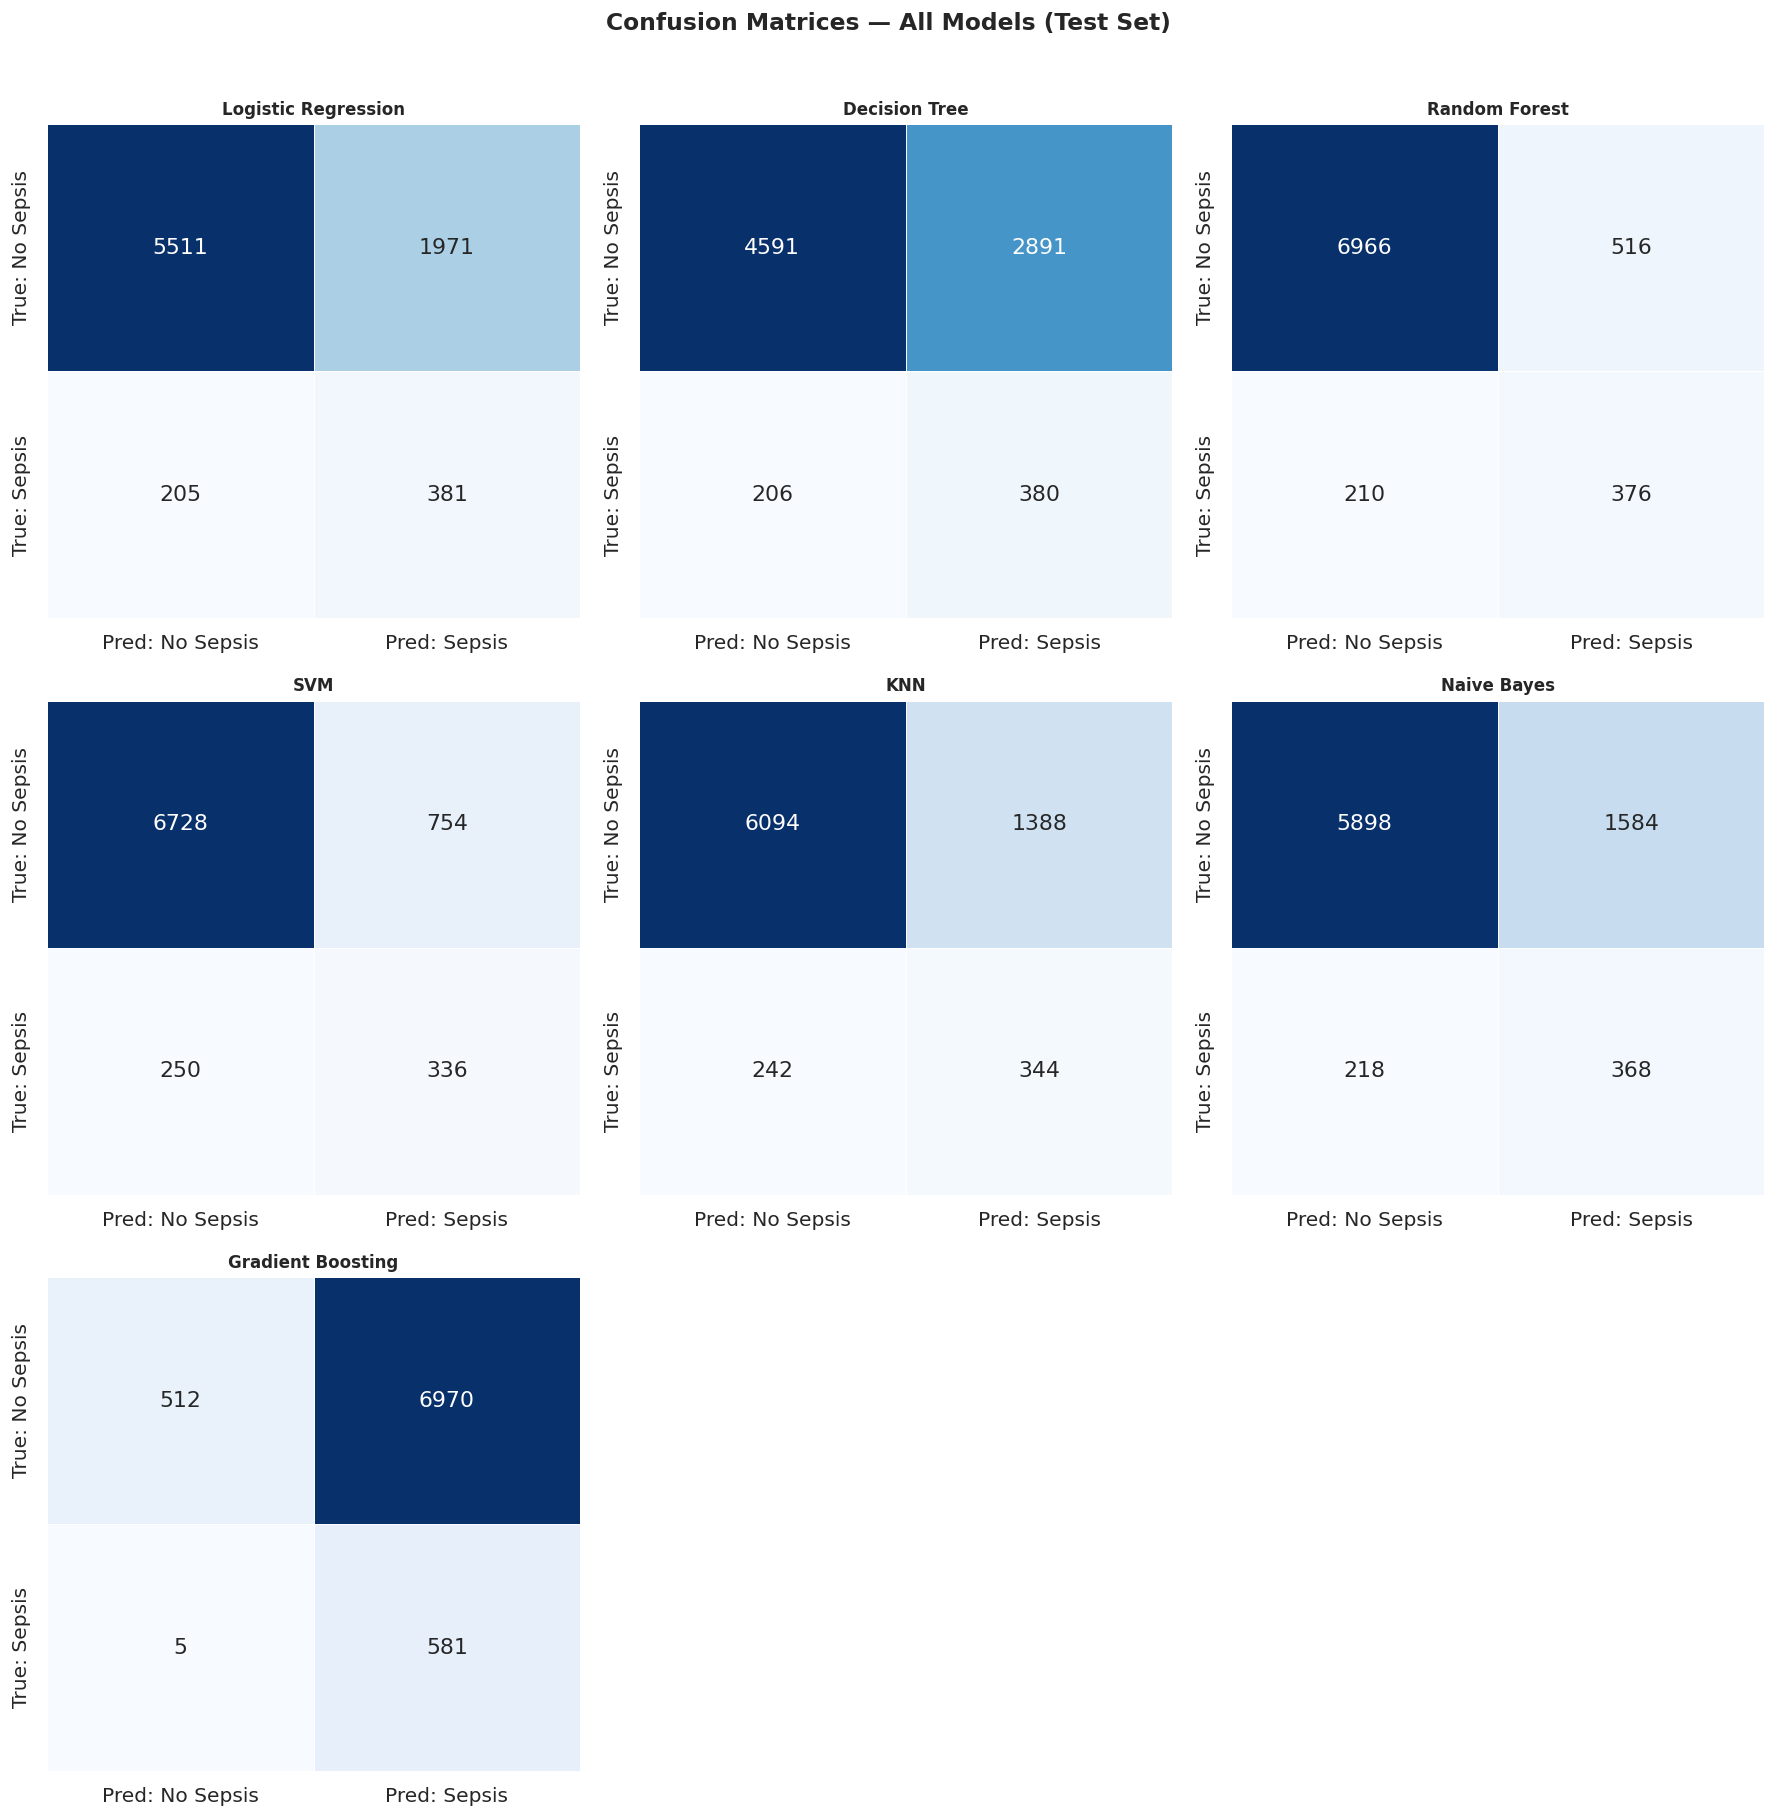 Confusion Matrices — All Models (Test Set)
Logistic Regression
True: No Sepsis
5511 1971
True: Sepsis
205 381
Pred: No Sepsis Pred: Sepsis
Decision Tree
True: No Sepsis
4591 2891
True: Sepsis
206 380
Pred: No Sepsis Pred: Sepsis
Random Forest
True: No Sepsis
6966 516
True: Sepsis
210 376
Pred: No Sepsis Pred: Sepsis
SVM
True: No Sepsis
6728 754
True: Sepsis
250 336
Pred: No Sepsis Pred: Sepsis
KNN
True: No Sepsis
6094 1388
True: Sepsis
242 344
Pred: No Sepsis Pred: Sepsis
Naive Bayes
True: No Sepsis
5898 1584
True: Sepsis
218 368
Pred: No Sepsis Pred: Sepsis
Gradient Boosting
True: No Sepsis
512 6970
True: Sepsis
5 581
Pred: No Sepsis Pred: Sepsis